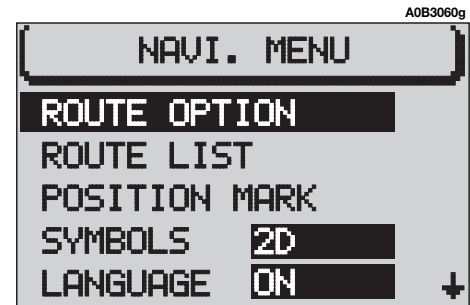 A0B3060g
NAVI. MENU
ROUTE OPTION
ROUTE LIST
POSITION MARK
SYMBOLS 2D
LANGUAGE ON